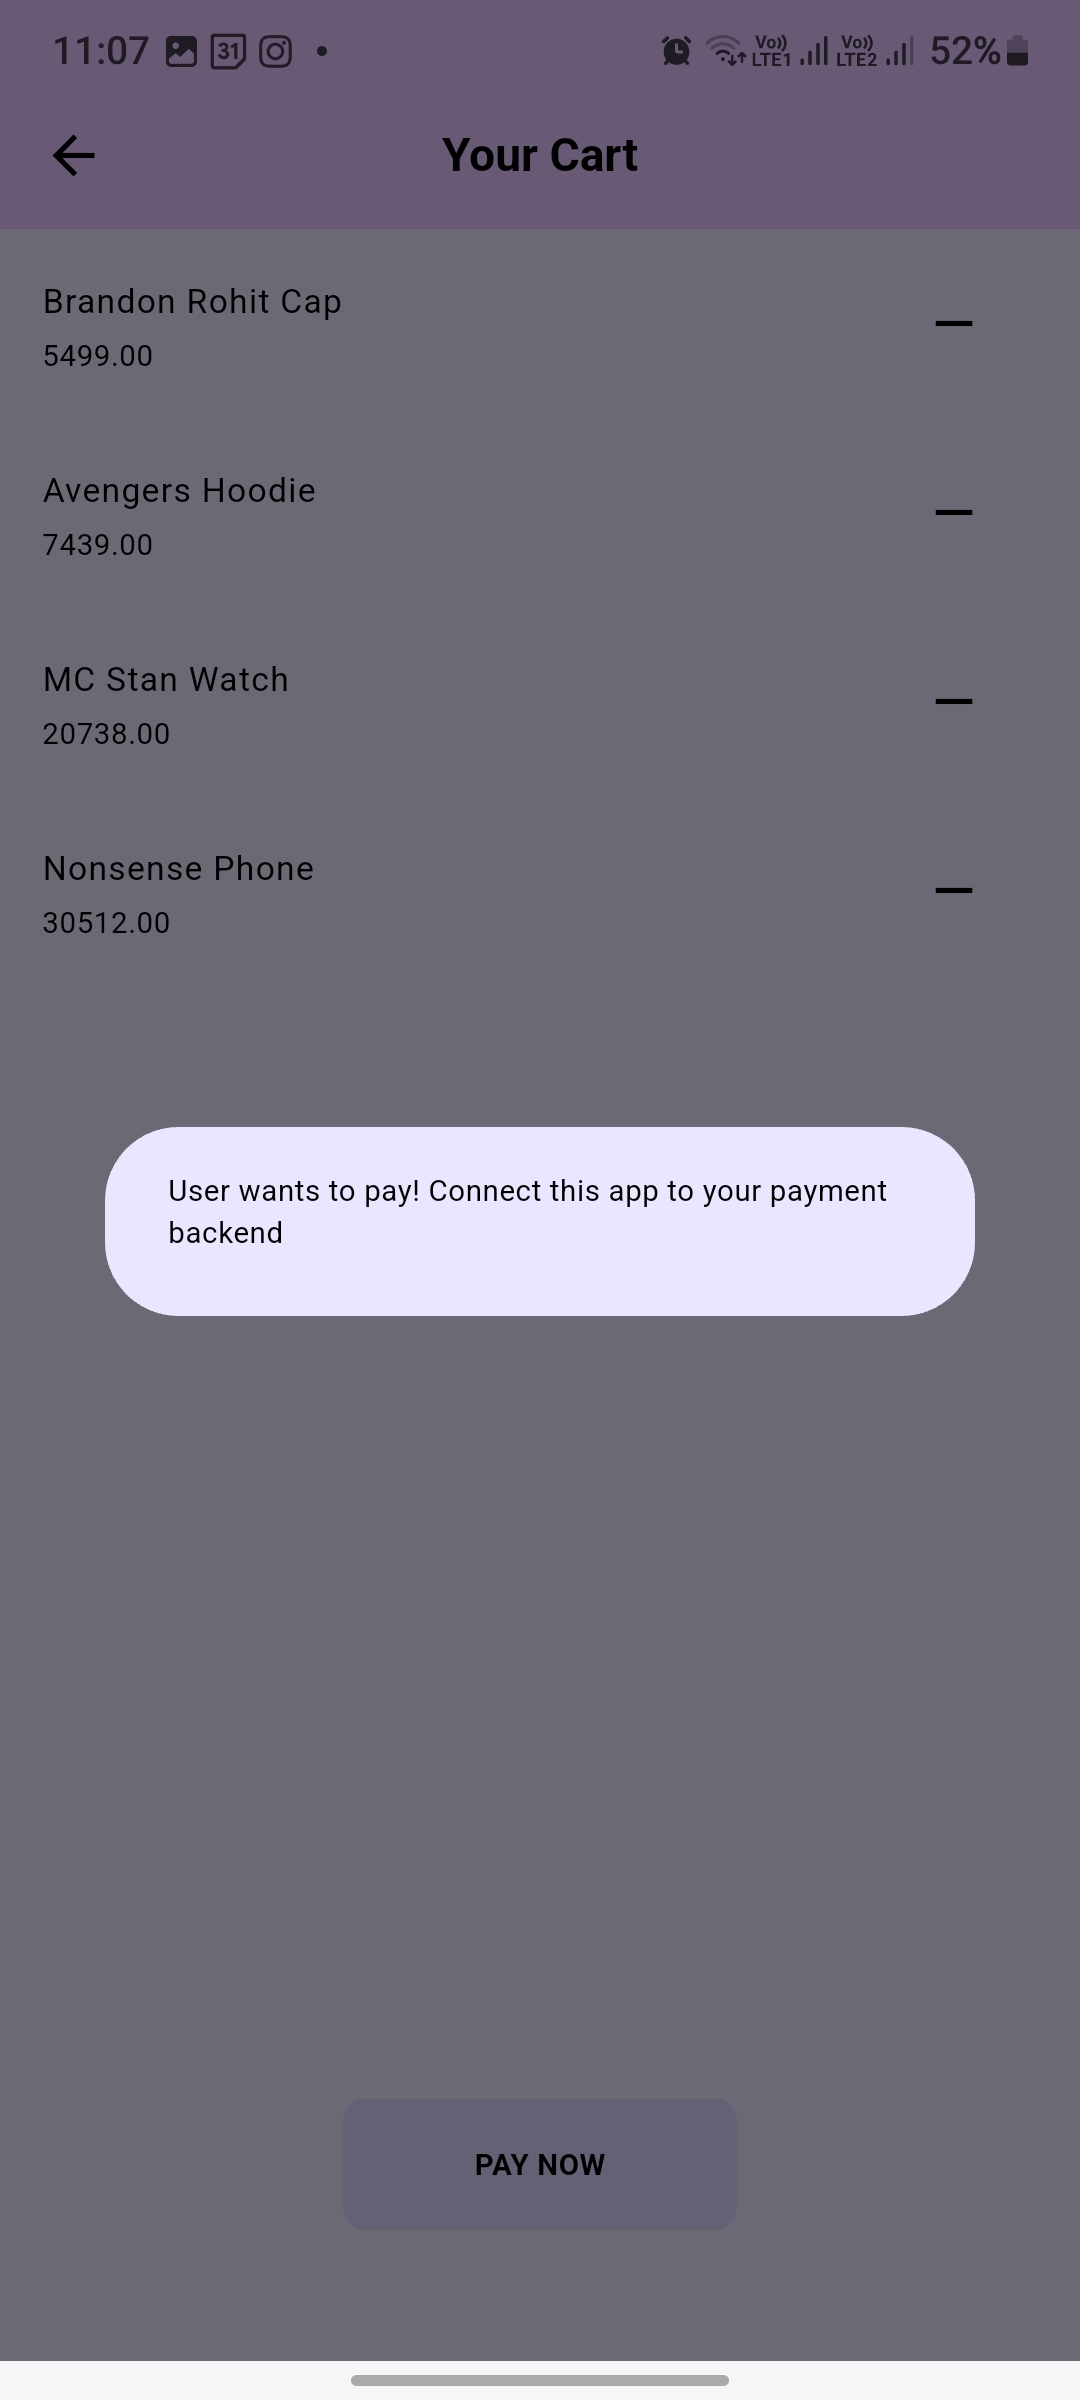 11:07 31 Vo)) LTE1 Vo)) LTE2 52%
Your Cart
Brandon Rohit Cap
5499.00
Avengers Hoodie
7439.00
MC Stan Watch
20738.00
Nonsense Phone
30512.00
User wants to pay! Connect this app to your payment
backend
PAY NOW